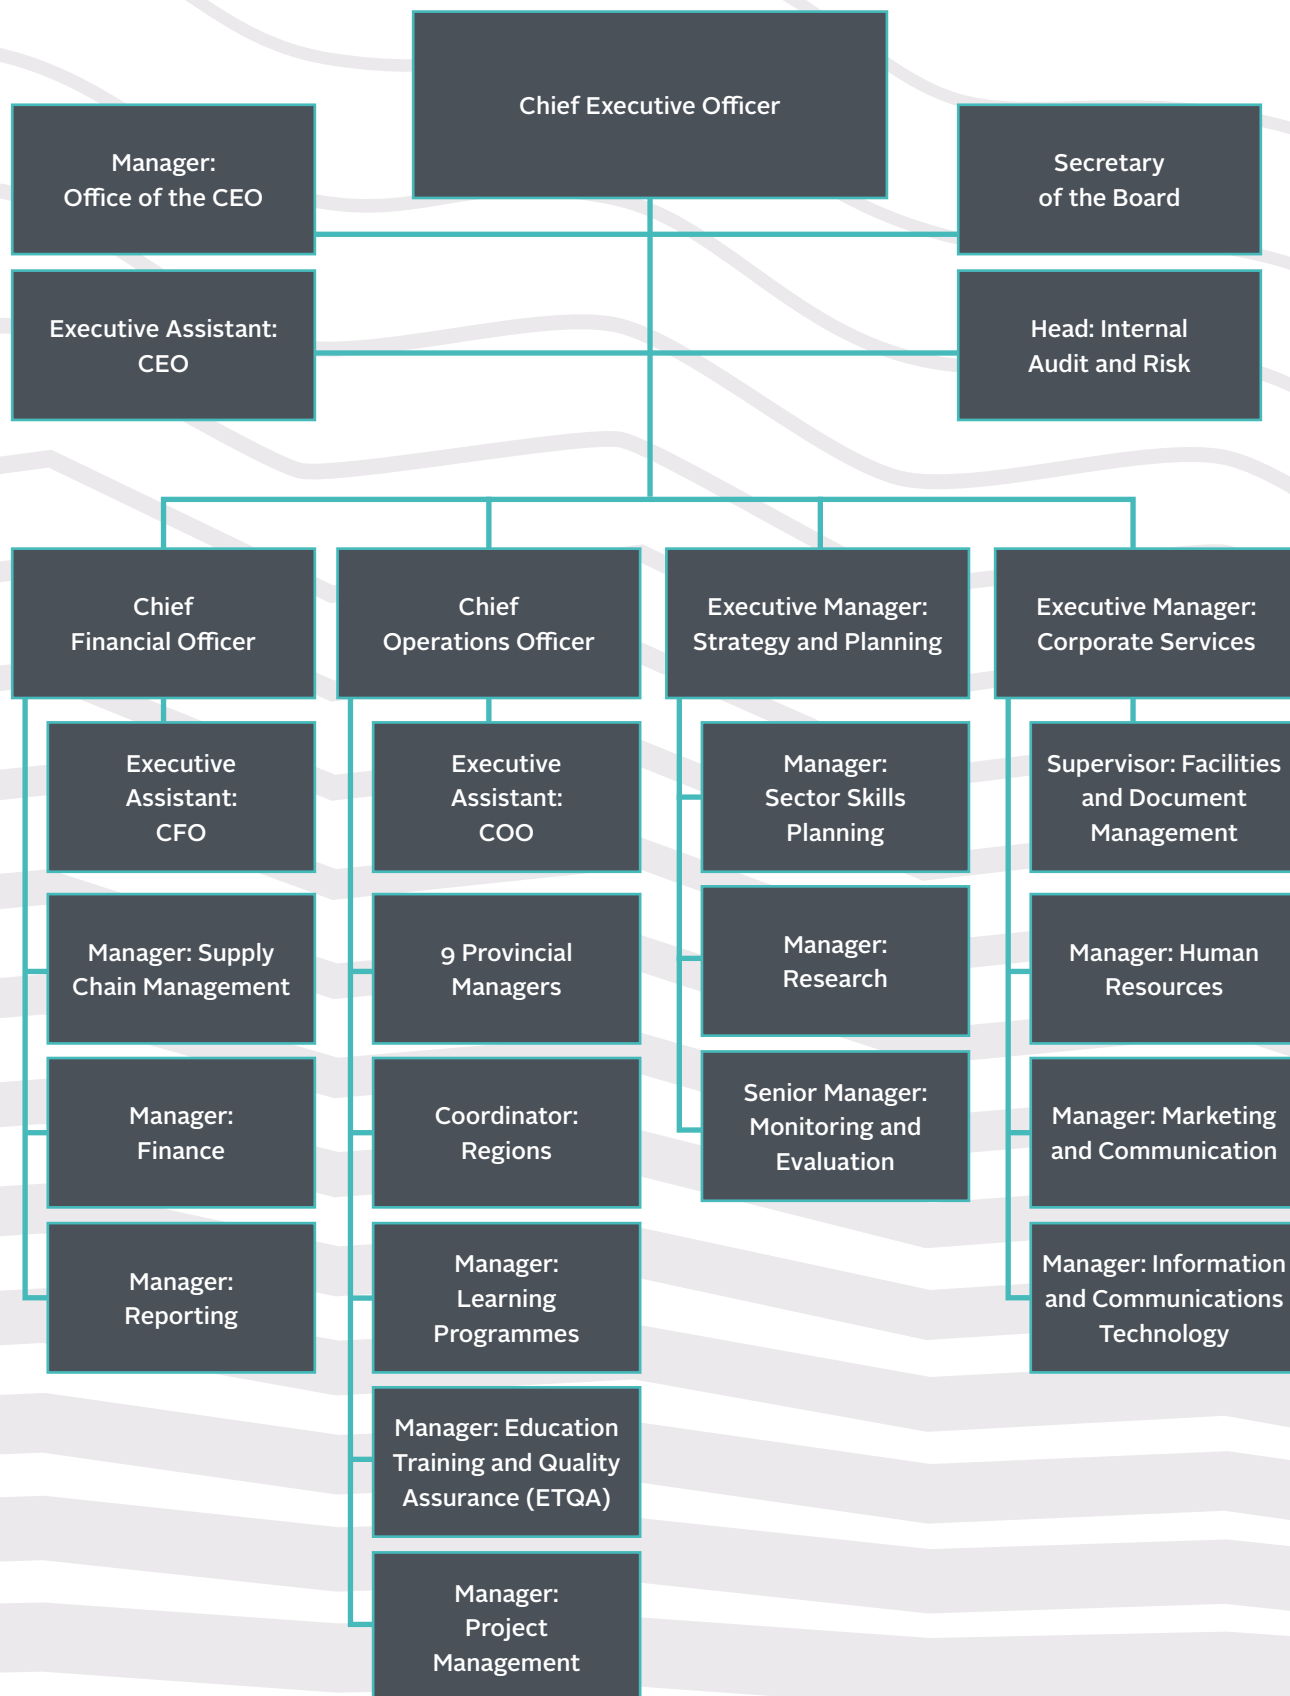 Chief Executive Officer
Manager:
Office of the CEO
Secretary
of the Board
Executive Assistant:
CEO
Head: Internal
Audit and Risk
Chief
Financial Officer
Chief
Operations Officer
Executive Manager:
Strategy and Planning
Executive Manager:
Corporate Services
Executive
Assistant:
CFO
Manager: Supply
Chain Management
Manager:
Finance
Manager:
Reporting
Executive
Assistant:
COO
9 Provincial
Managers
Coordinator:
Regions
Manager:
Learning
Programmes
Manager: Education
Training and Quality
Assurance (ETQA)
Manager:
Project
Management
Manager:
Sector Skills
Planning
Manager:
Research
Senior Manager:
Monitoring and
Evaluation
Supervisor: Facilities
and Document
Management
Manager: Human
Resources
Manager: Marketing
and Communication
Manager: Information
and Communications
Technology